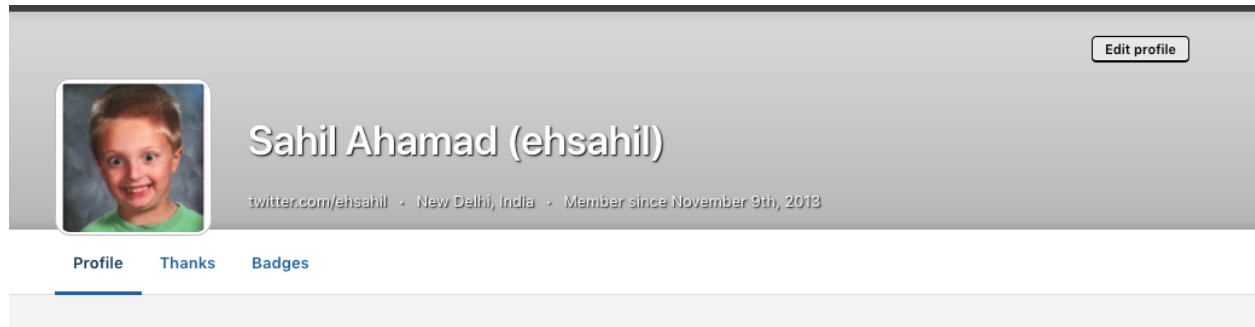 Edit profile
Sahil Ahamad (ehsahil)
twitter.com/ehsahil · New Delhi, India · Member since November 9th, 2013
Profile Thanks Badges